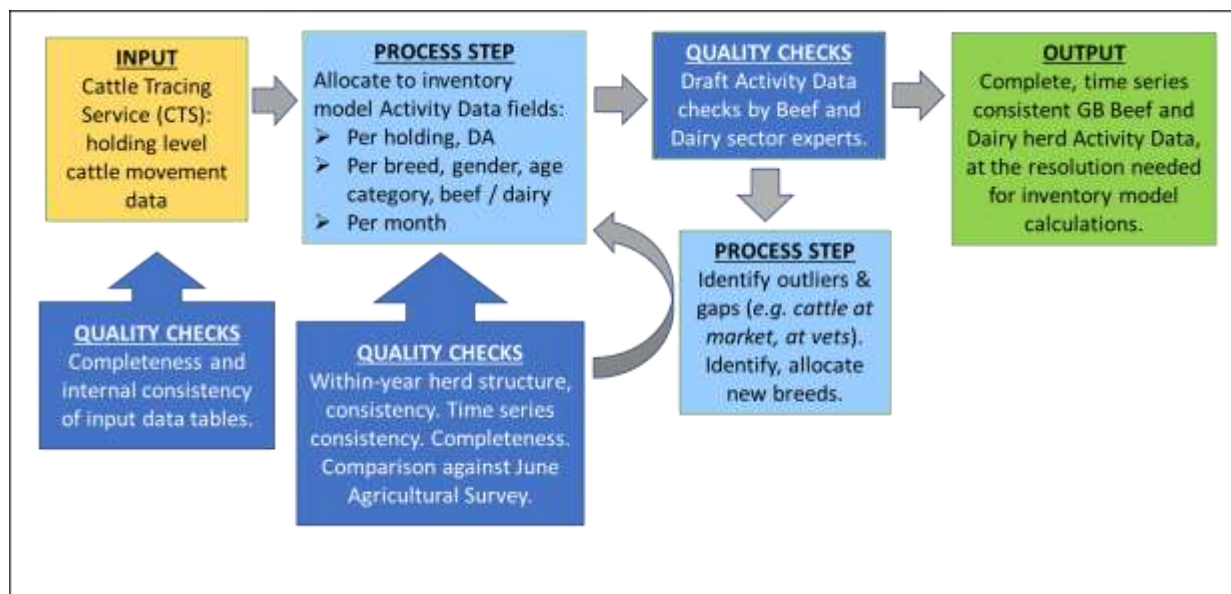 INPUT
Cattle Tracing
Service (CTS):
holding level
cattle movement
data
PROCESS STEP
Allocate to inventory
model Activity Data fields:
➢ Per holding, DA
➢ Per breed, gender, age
category, beef / dairy
➢ Per month
QUALITY CHECKS
Draft Activity Data
checks by Beef and
Dairy sector experts.
OUTPUT
Complete, time series
consistent GB Beef and
Dairy herd Activity Data,
at the resolution needed
for inventory model
calculations.
PROCESS STEP
Identify outliers &
gaps (e.g. cattle at
market, at vets).
Identify, allocate
new breeds.
QUALITY CHECKS
Completeness and
internal consistency
of input data tables.
QUALITY CHECKS
Within-year herd structure,
consistency. Time series
consistency. Completeness.
Comparison against June
Agricultural Survey.